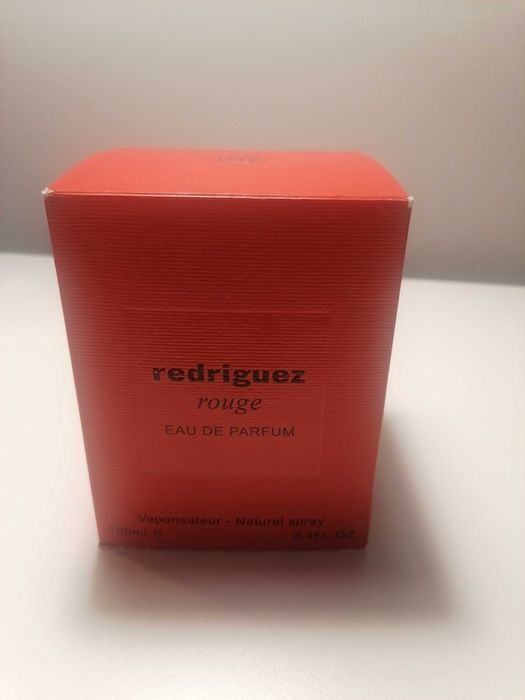 redriguez
rouge
EAU DE PARFUM
Vaporisateur - Natural spray
100ml ℮ 3.4FL.OZ